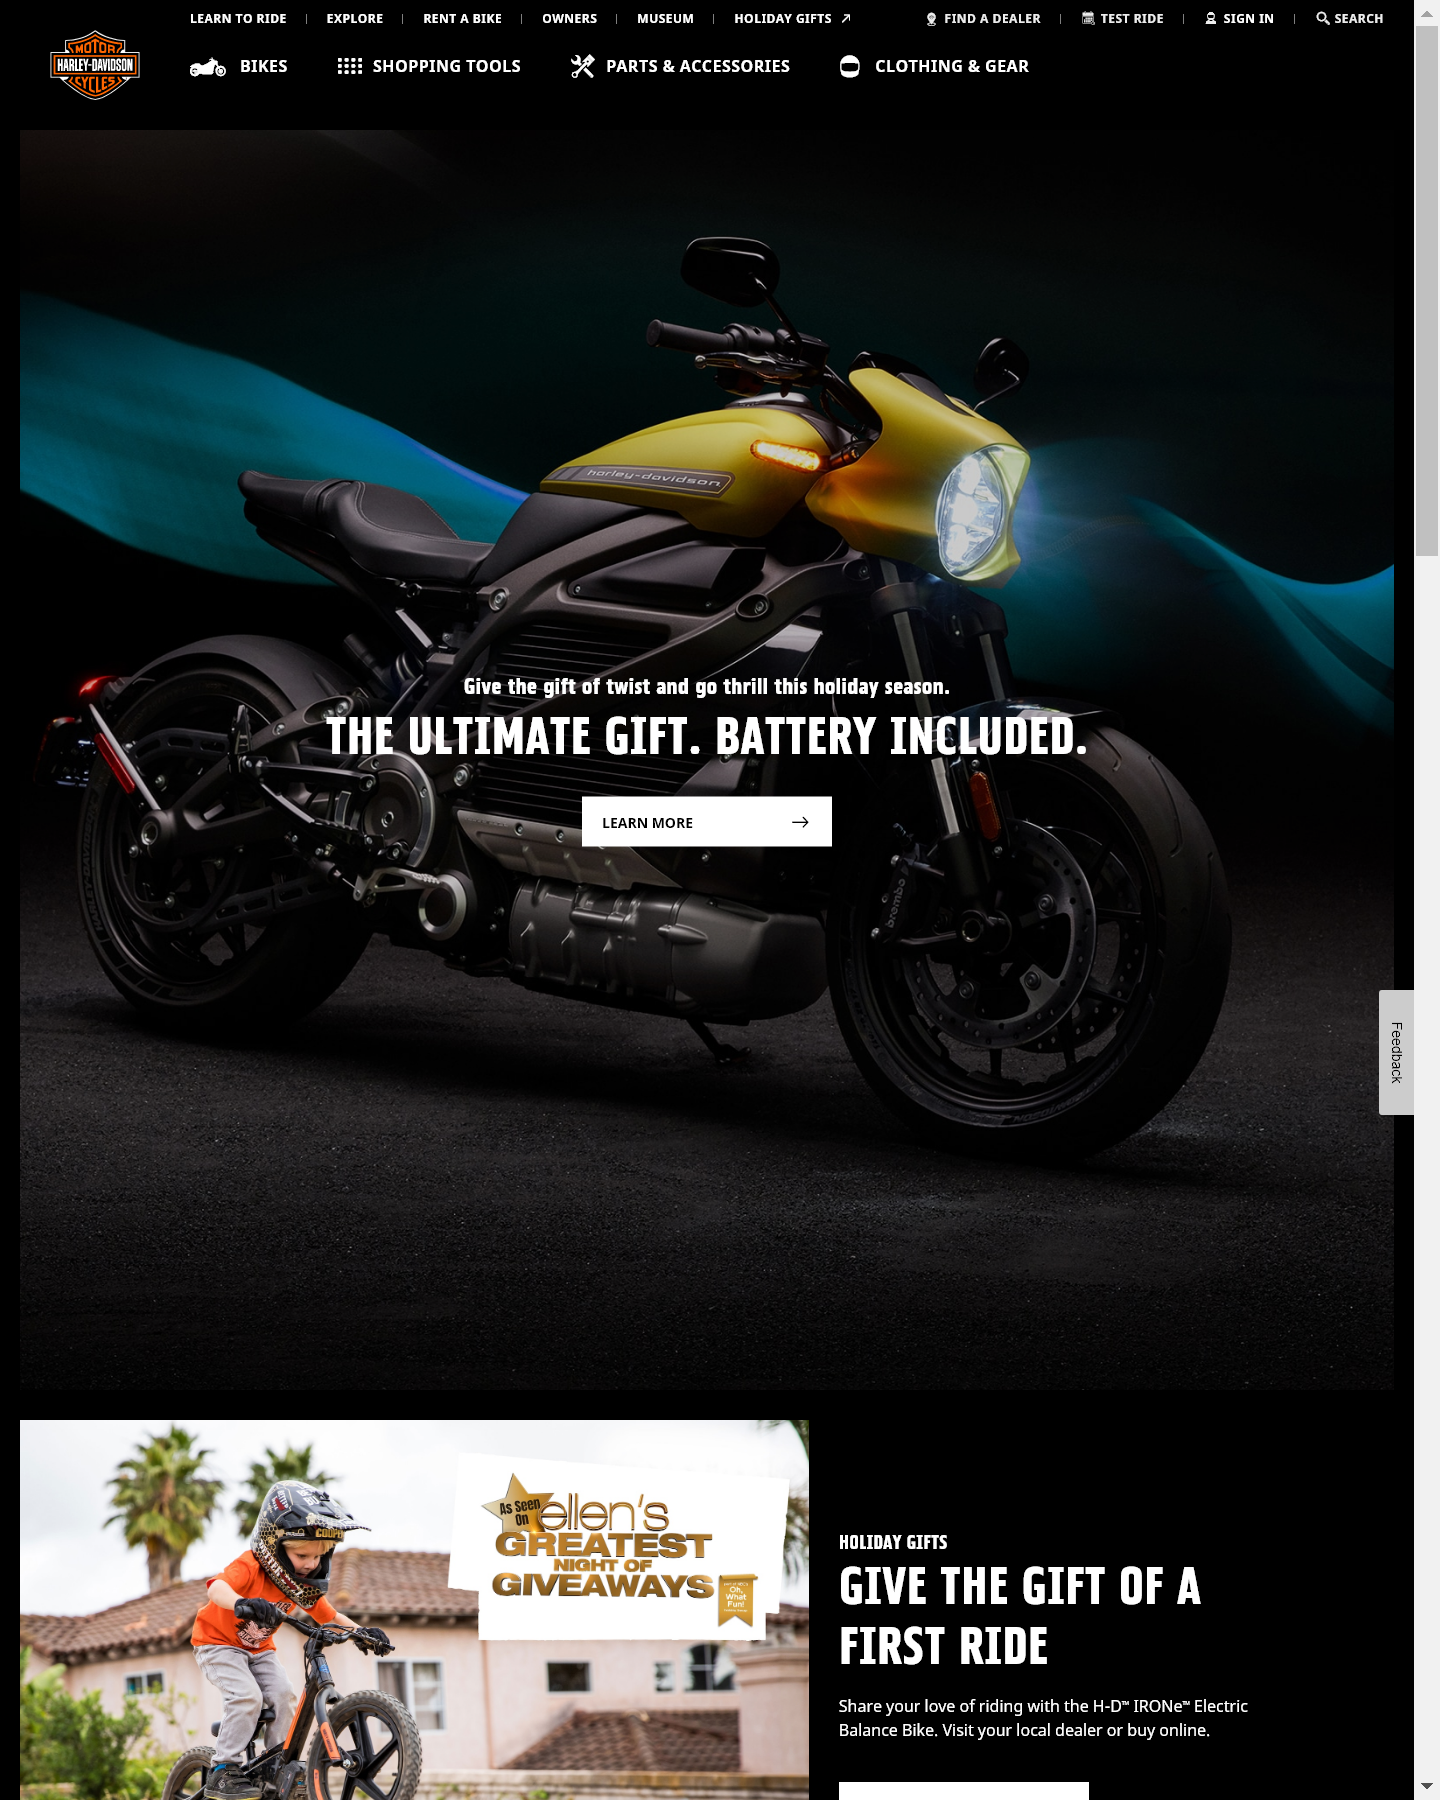 LEARN TO RIDE
EXPLORE
RENT A BIKE
OWNERS
MUSEUM
HOLIDAY GIFTS
FIND A DEALER
TEST RIDE
SIGN IN
SEARCH
MOTOR
HARLEY-DAVIDSON
CYCLES
BIKES
SHOPPING TOOLS
PARTS & ACCESSORIES
CLOTHING & GEAR
harley-davidson
Give the gift of twist and go thrill this holiday season.
THE ULTIMATE GIFT. BATTERY INCLUDED.
LEARN MORE
brembo
Feedback
As Seen
On
ellen's
GREATEST
NIGHT OF
GIVEAWAYS
Oh,
What
Fun!
COOPER
HOLIDAY GIFTS
GIVE THE GIFT OF A
FIRST RIDE
Share your love of riding with the H-D™ IRONe™ Electric
Balance Bike. Visit your local dealer or buy online.